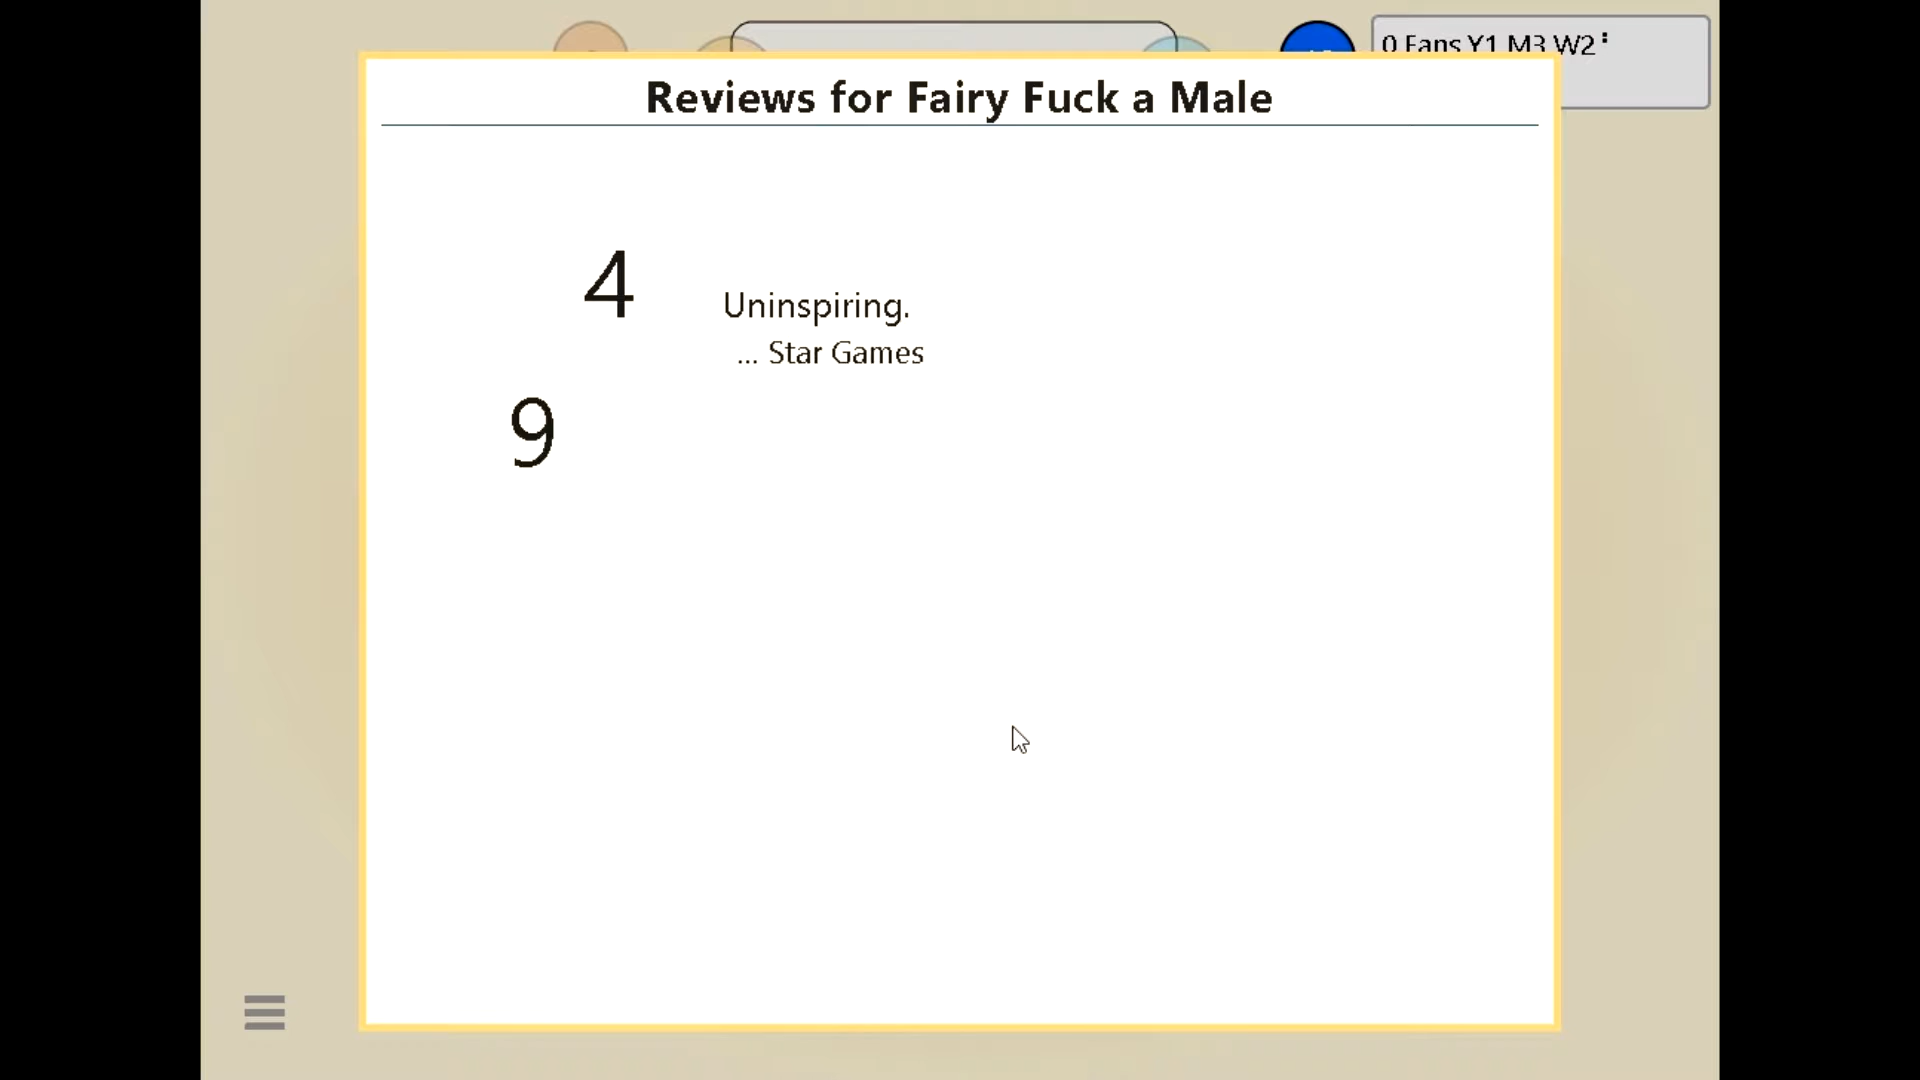 0 Fans Y1 M3 W2
Reviews for Fairy Fuck a Male
4
Uninspiring.
... Star Games
9